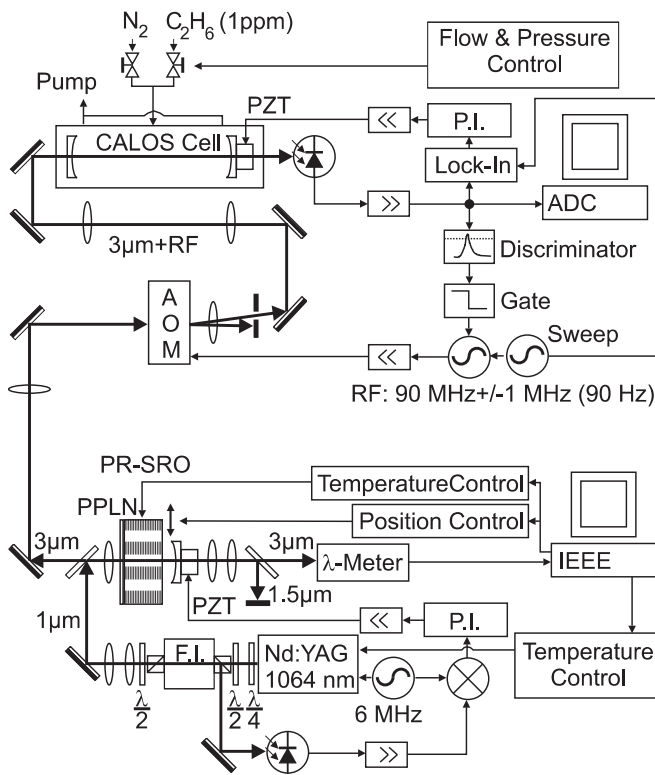 N2 C2H6 (1ppm)
Flow & Pressure
Control
Pump
PZT
<<
P.I.
CALOS Cell
Lock-In
>>
ADC
3µm+RF
Discriminator
A
O
M
Gate
Sweep
<<
RF: 90 MHz+/-1 MHz (90 Hz)
PR-SRO
PPLN
TemperatureControl
Position Control
3µm
3µm
λ-Meter
IEEE
1.5µm
PZT
<<
P.I.
1µm
F.I.
Nd:YAG
1064 nm
Temperature
Control
λ/2
λ/2
λ/4
6 MHz
>>